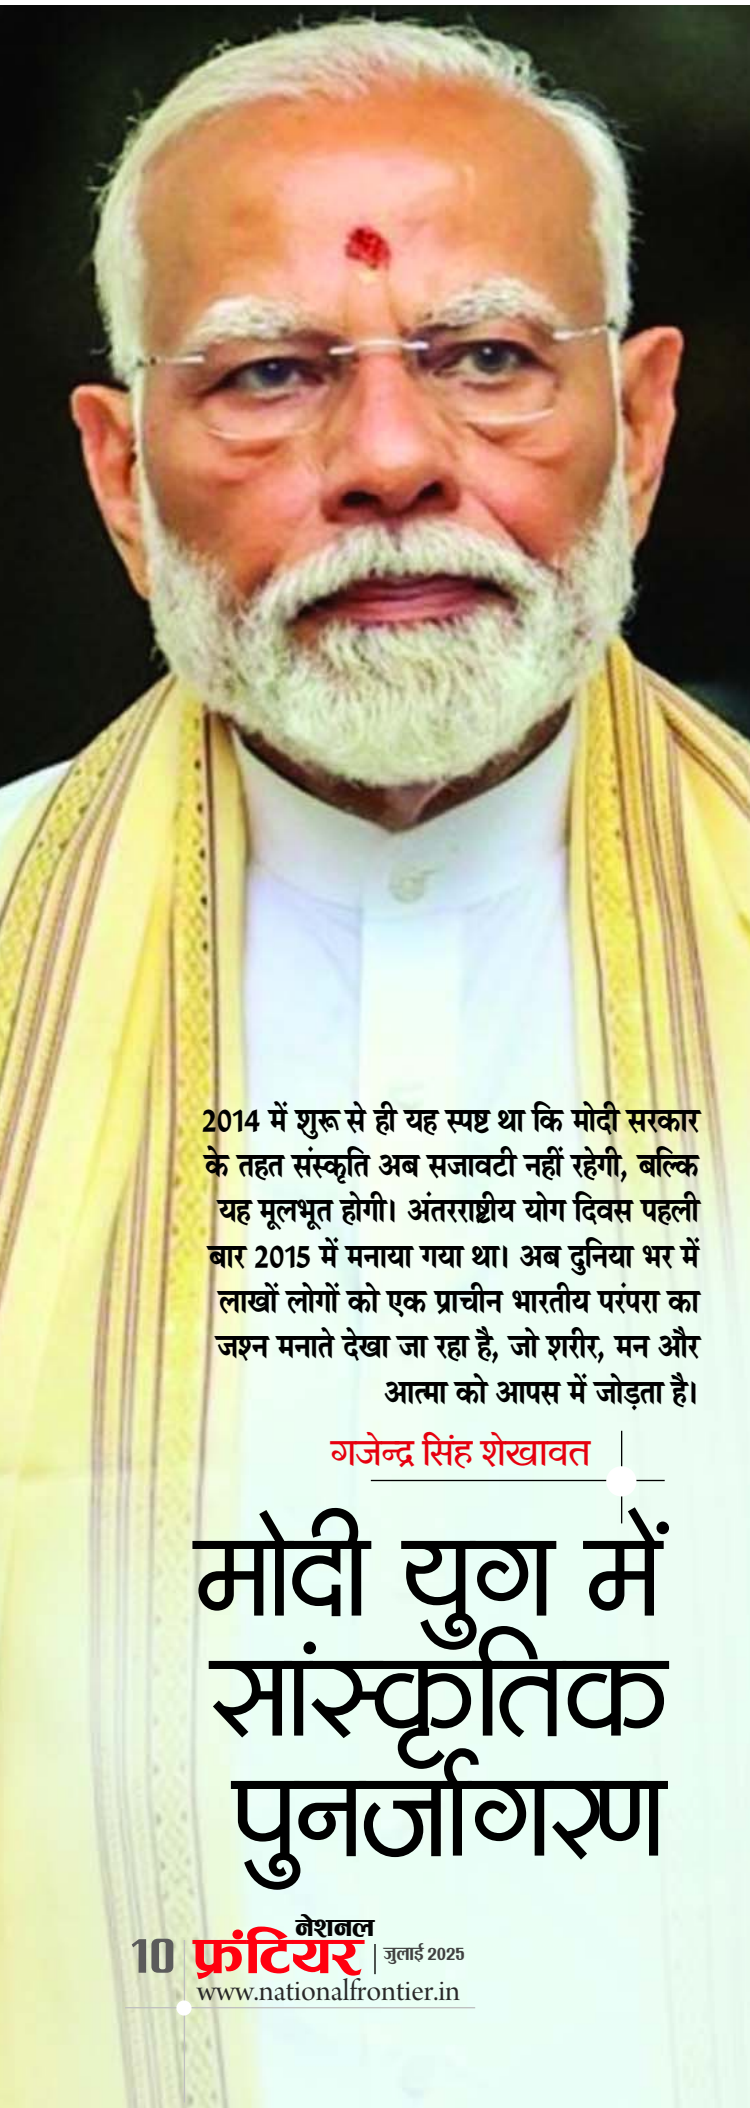 2014 में शुरू से ही यह स्पष्ट था कि मोदी सरकार
के तहत संस्कृति अब सजावटी नहीं रहेगी, बल्कि
यह मूलभूत होगी। अंतरराष्ट्रीय योग दिवस पहली
बार 2015 में मनाया गया था। अब दुनिया भर में
लाखों लोगों को एक प्राचीन भारतीय परंपरा का
जश्न मनाते देखा जा रहा है, जो शरीर, मन और
आत्मा को आपस में जोड़ता है।
गजेन्द्र सिंह शेखावत
मोदी युग में
सांस्कृतिक
पुनर्जागरण
नेशनल
10 फ्रंटियर | जुलाई 2025
www.nationalfrontier.in